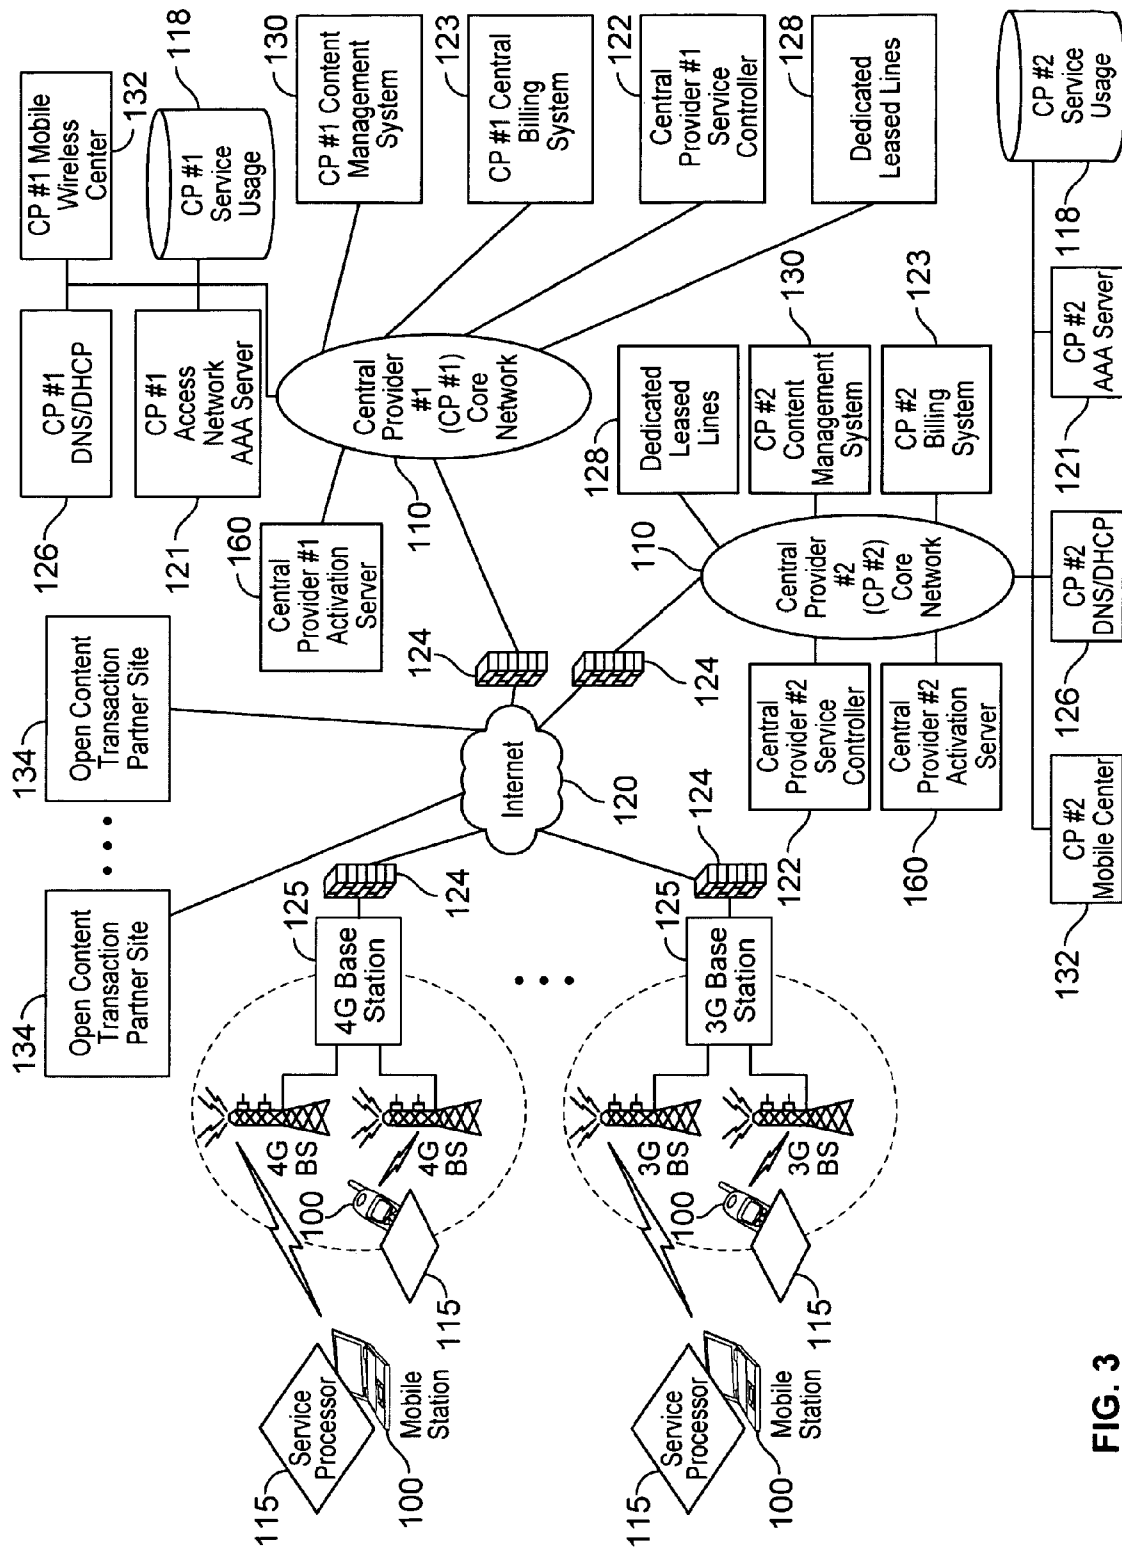 134
Open Content
Transaction
Partner Site
134
Open Content
Transaction
Partner Site
126
CP #1
DNS/DHCP
CP #1 Mobile
Wireless
Center
132
121
CP #1
Access
Network
AAA Server
CP #1
Service
Usage
118
160
Central
Provider #1
Activation
Server
110
Central
Provider
#1
(CP #1)
Core
Network
CP #1 Content
Management
System
130
CP #1 Central
Billing
System
123
Central
Provider #1
Service
Controller
122
Dedicated
Leased Lines
128
124
124
Internet
120
124
124
125
4G Base
Station
4G
BS
4G
BS
100
115
115
Service
Processor
100
Mobile
Station
125
3G Base
Station
3G
BS
3G
BS
100
115
115
Service
Processor
100
Mobile
Station
110
Central
Provider
#2
(CP #2)
Core
Network
128
Dedicated
Leased
Lines
CP #2
Content
Management
System
130
CP #2
Billing
System
123
Central
Provider #2
Service
Controller
122
Central
Provider #2
Activation
Server
160
CP #2
Mobile Center
132
CP #2
DNS/DHCP
126
CP #2
AAA Server
121
CP #2
Service
Usage
118
FIG. 3